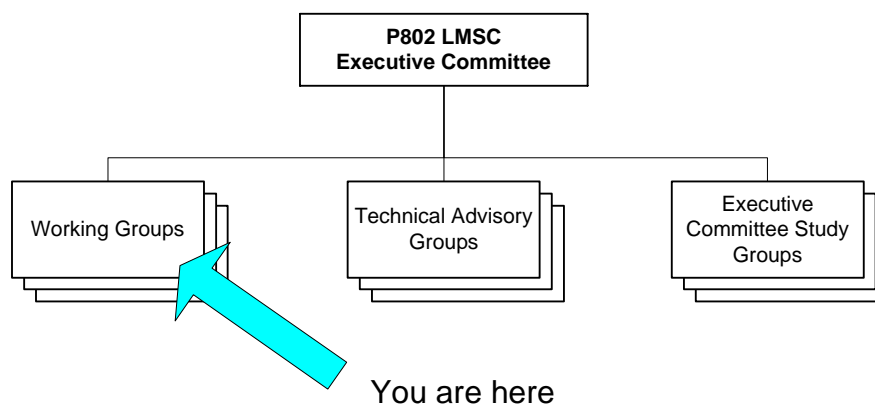 P802 LMSC
Executive Committee
Working Groups
Technical Advisory
Groups
Executive
Committee Study
Groups
You are here